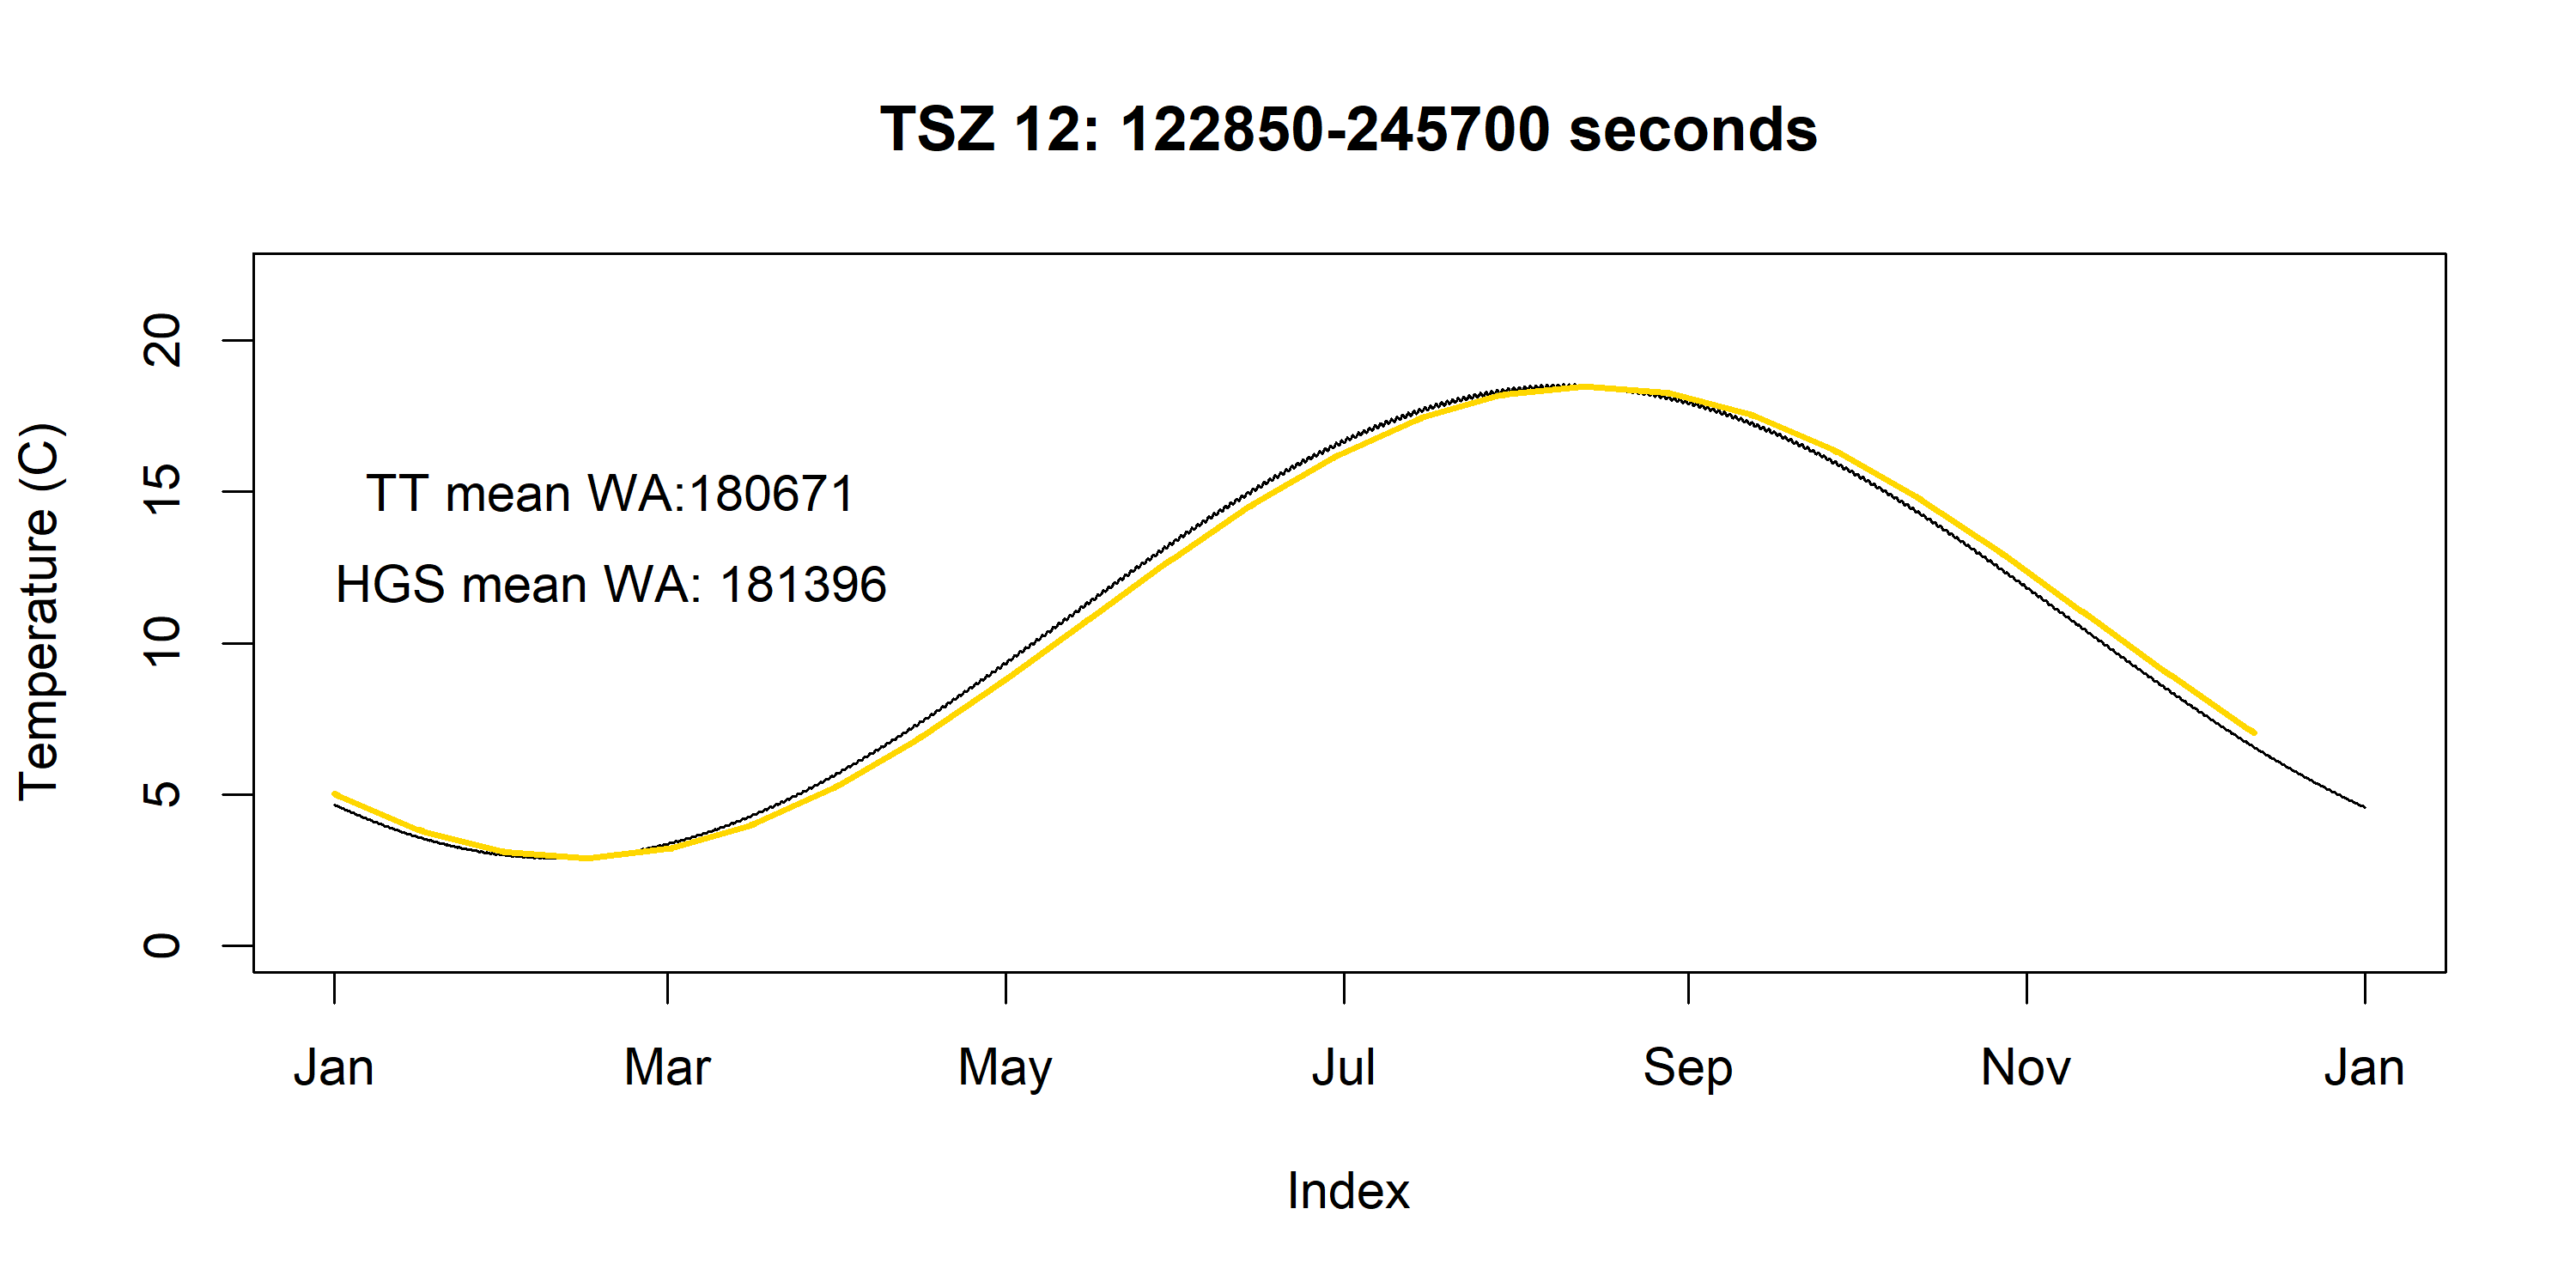 TSZ 12: 122850-245700 seconds
Temperature (C)
20
15
10
5
0
TT mean WA:180671
HGS mean WA: 181396
Jan Mar May Jul Sep Nov Jan
Index